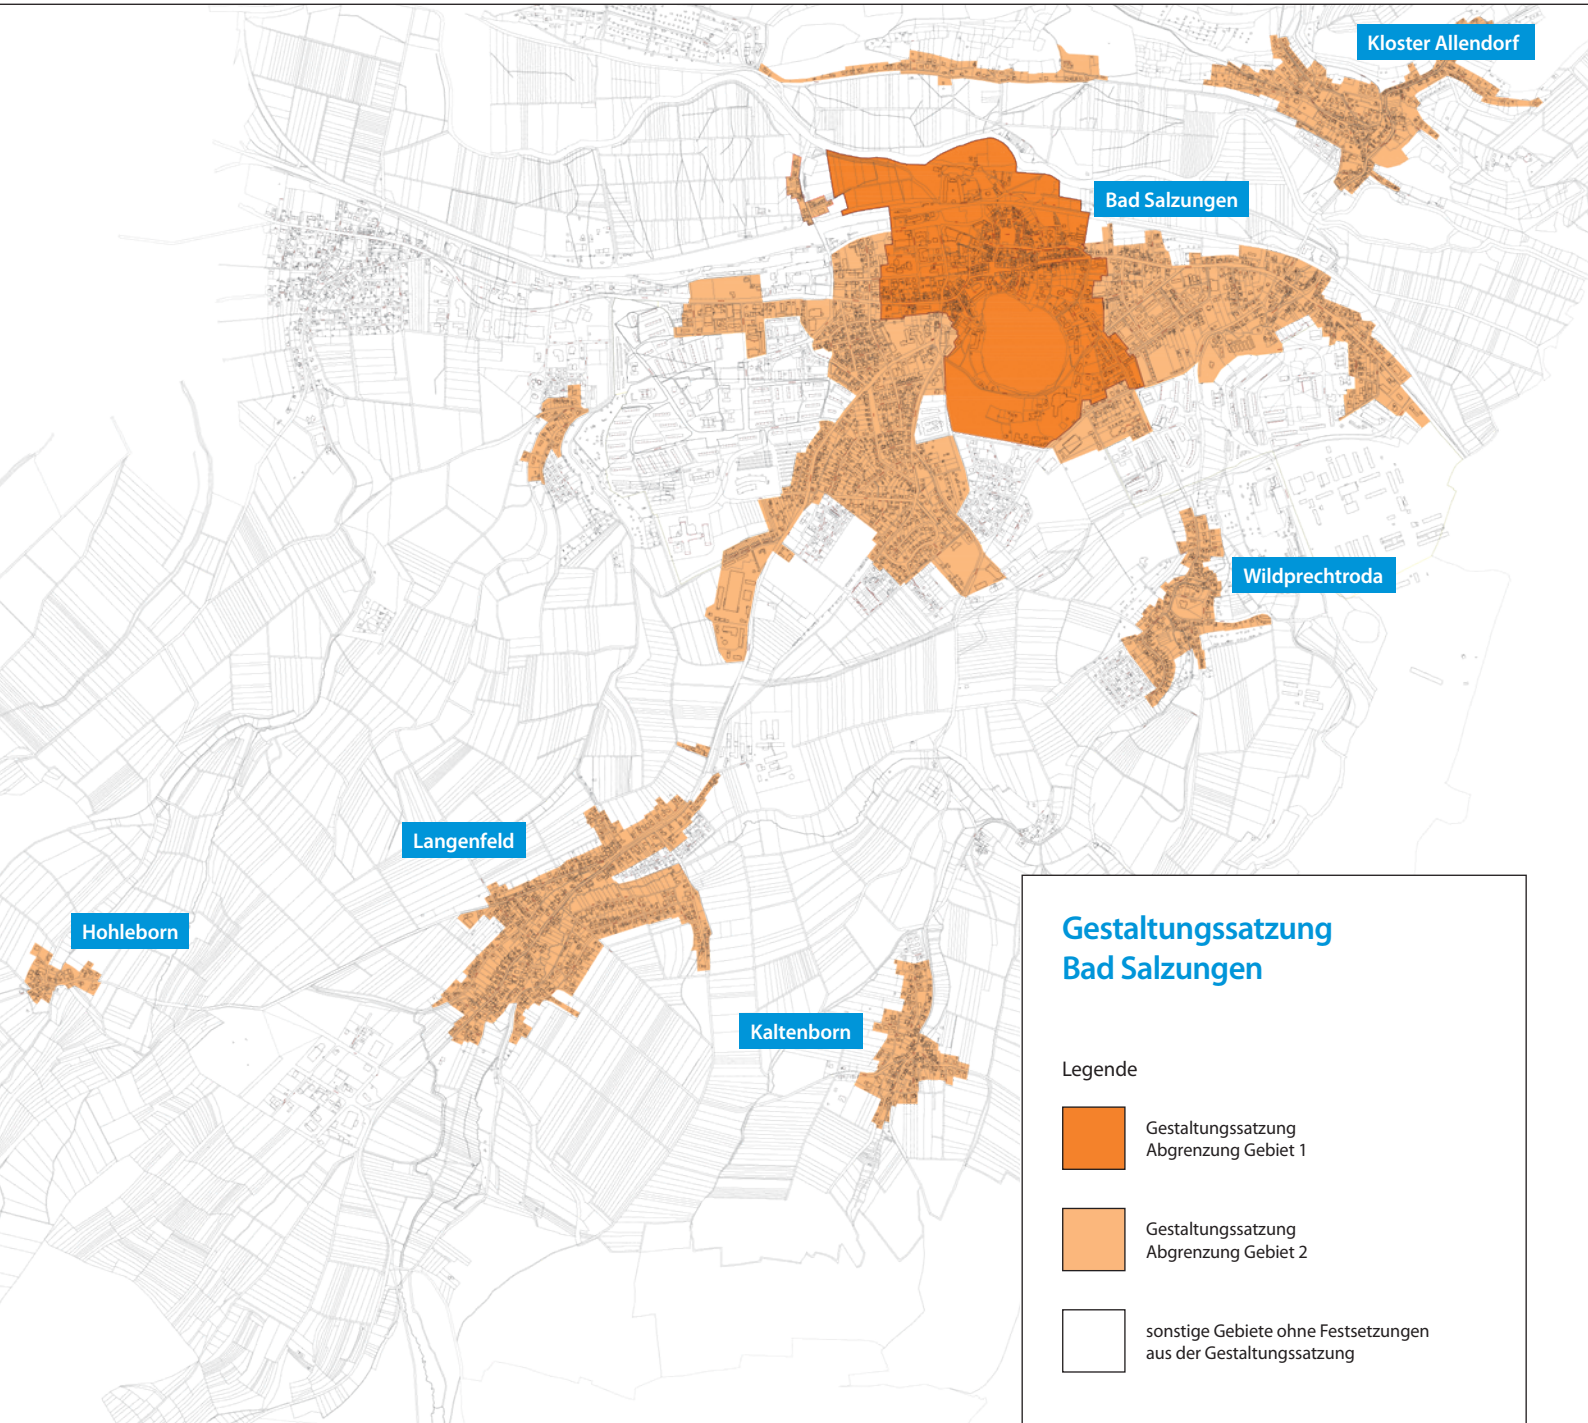 Kloster Allendorf
Bad Salzungen
Wildprechtroda
Langenfeld
Hohleborn
Kaltenborn
Gestaltungssatzung
Bad Salzungen
Legende
Gestaltungssatzung
Abgrenzung Gebiet 1
Gestaltungssatzung
Abgrenzung Gebiet 2
sonstige Gebiete ohne Festsetzungen
aus der Gestaltungssatzung